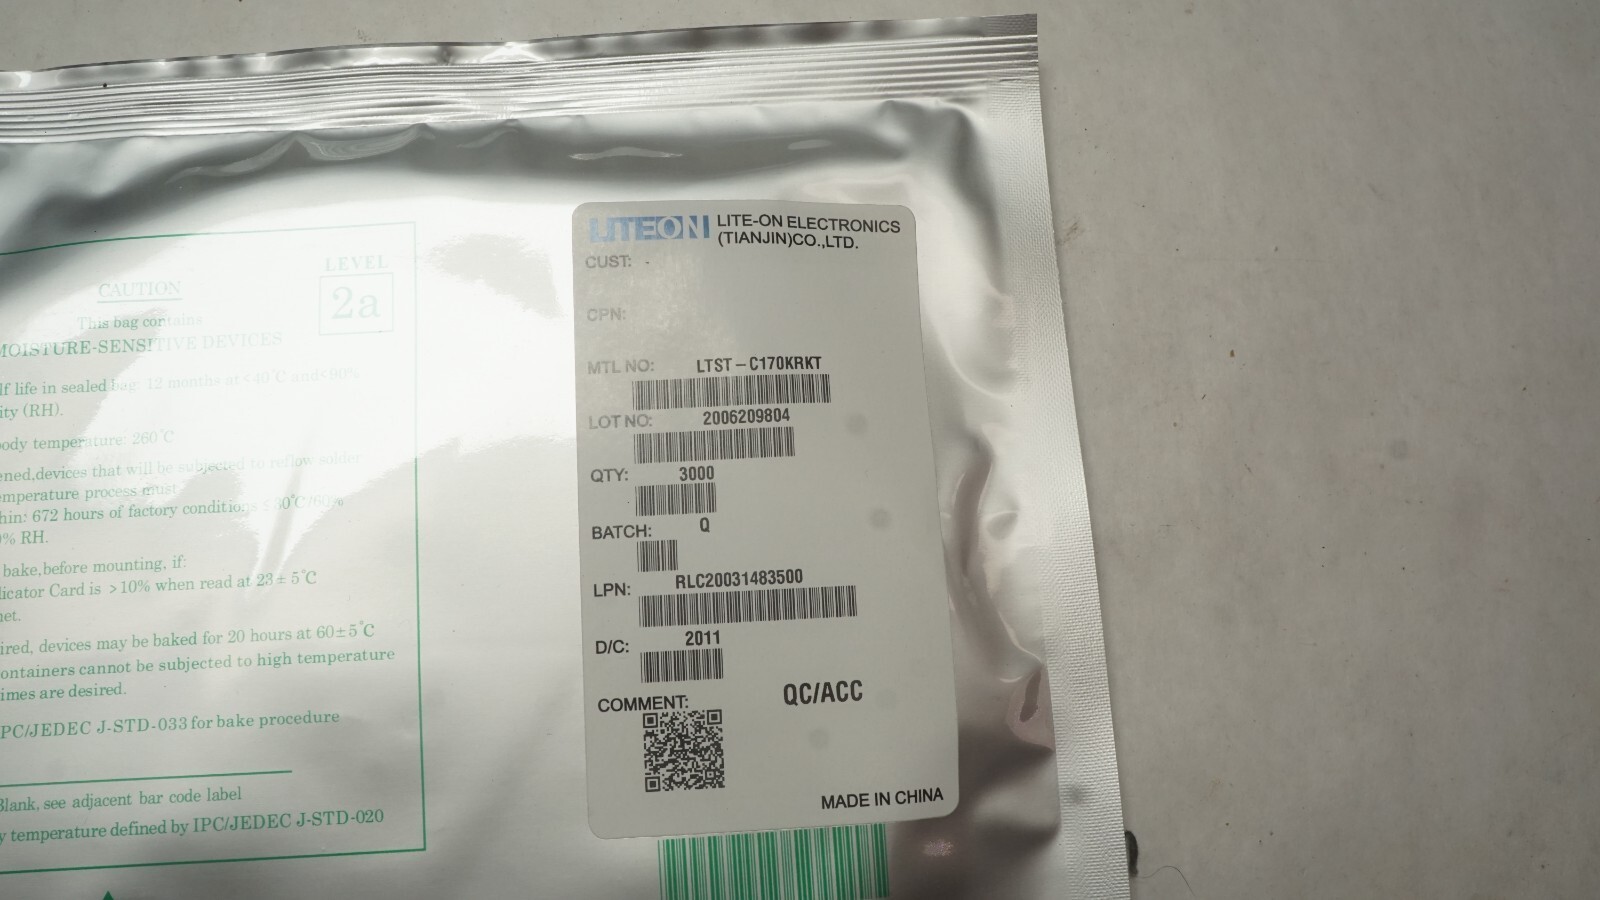 LEVEL
2a
CAUTION
This bag contains
MOISTURE-SENSITIVE DEVICES
lf life in sealed bag: 12 months at <40°C and <90%
ity (RH).
body temperature: 260°C
ened,devices that will be subjected to reflow solder
emperature process must
hin: 672 hours of factory conditions ≤30°C/60%
0% RH.
bake,before mounting, if:
licator Card is >10% when read at 23±5°C
net.
ired, devices may be baked for 20 hours at 60±5°C
ontainers cannot be subjected to high temperature
imes are desired.
IPC/JEDEC J-STD-033 for bake procedure
Blank, see adjacent bar code label
y temperature defined by IPC/JEDEC J-STD-020
LITEON LITE-ON ELECTRONICS
(TIANJIN)CO.,LTD.
CUST: -
CPN:
MTL NO: LTST-C170KRKT
LOT NO: 2006209804
QTY: 3000
BATCH: Q
LPN: RLC20031483500
D/C: 2011
COMMENT: QC/ACC
MADE IN CHINA